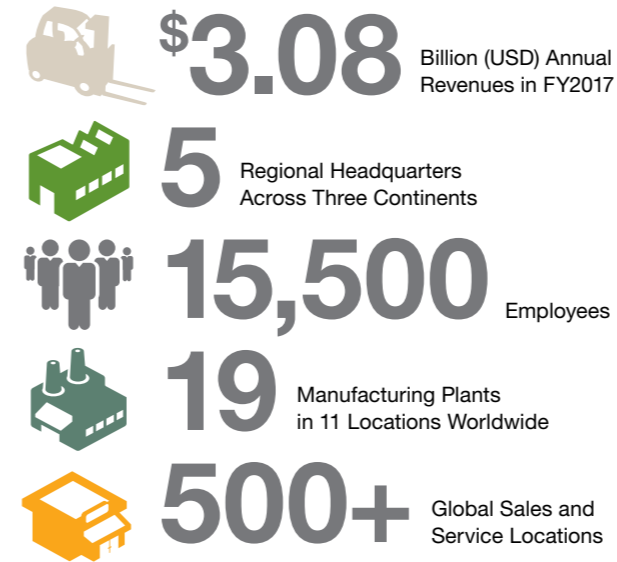 $3.08 Billion (USD) Annual
Revenues in FY2017
5 Regional Headquarters
Across Three Continents
15,500 Employees
19 Manufacturing Plants
in 11 Locations Worldwide
500+ Global Sales and
Service Locations